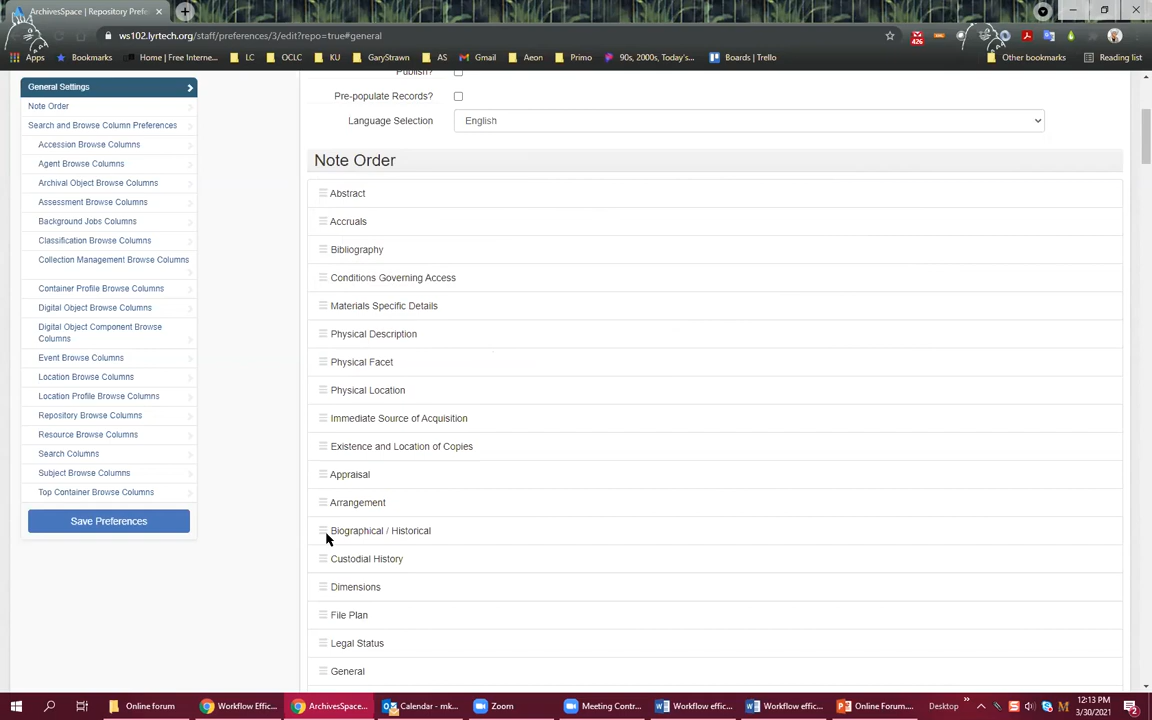 ArchivesSpace | Repository Prefe
ws102.lyrtech.org/staff/preferences/3/edit?repo=true#general
426
Apps
Bookmarks
Home | Free Interne...
LC
OCLC
KU
GaryStrawn
AS
Gmail
Aeon
Primo
90s, 2000s, Today's...
Boards | Trello
Other bookmarks
Reading list
General Settings
Note Order
Search and Browse Column Preferences
Accession Browse Columns
Agent Browse Columns
Archival Object Browse Columns
Assessment Browse Columns
Background Jobs Columns
Classification Browse Columns
Collection Management Browse Columns
Container Profile Browse Columns
Digital Object Browse Columns
Digital Object Component Browse
Columns
Event Browse Columns
Location Browse Columns
Location Profile Browse Columns
Repository Browse Columns
Resource Browse Columns
Search Columns
Subject Browse Columns
Top Container Browse Columns
Save Preferences
Publish?
Pre-populate Records?
Language Selection
English
Note Order
Abstract
Accruals
Bibliography
Conditions Governing Access
Materials Specific Details
Physical Description
Physical Facet
Physical Location
Immediate Source of Acquisition
Existence and Location of Copies
Appraisal
Arrangement
Biographical / Historical
Custodial History
Dimensions
File Plan
Legal Status
General
Online forum
Workflow Effic...
ArchivesSpace...
Calendar - mk...
Zoom
Meeting Contr...
Workflow effic...
Workflow effic...
Online Forum....
Desktop
12:13 PM
3/30/2021
2